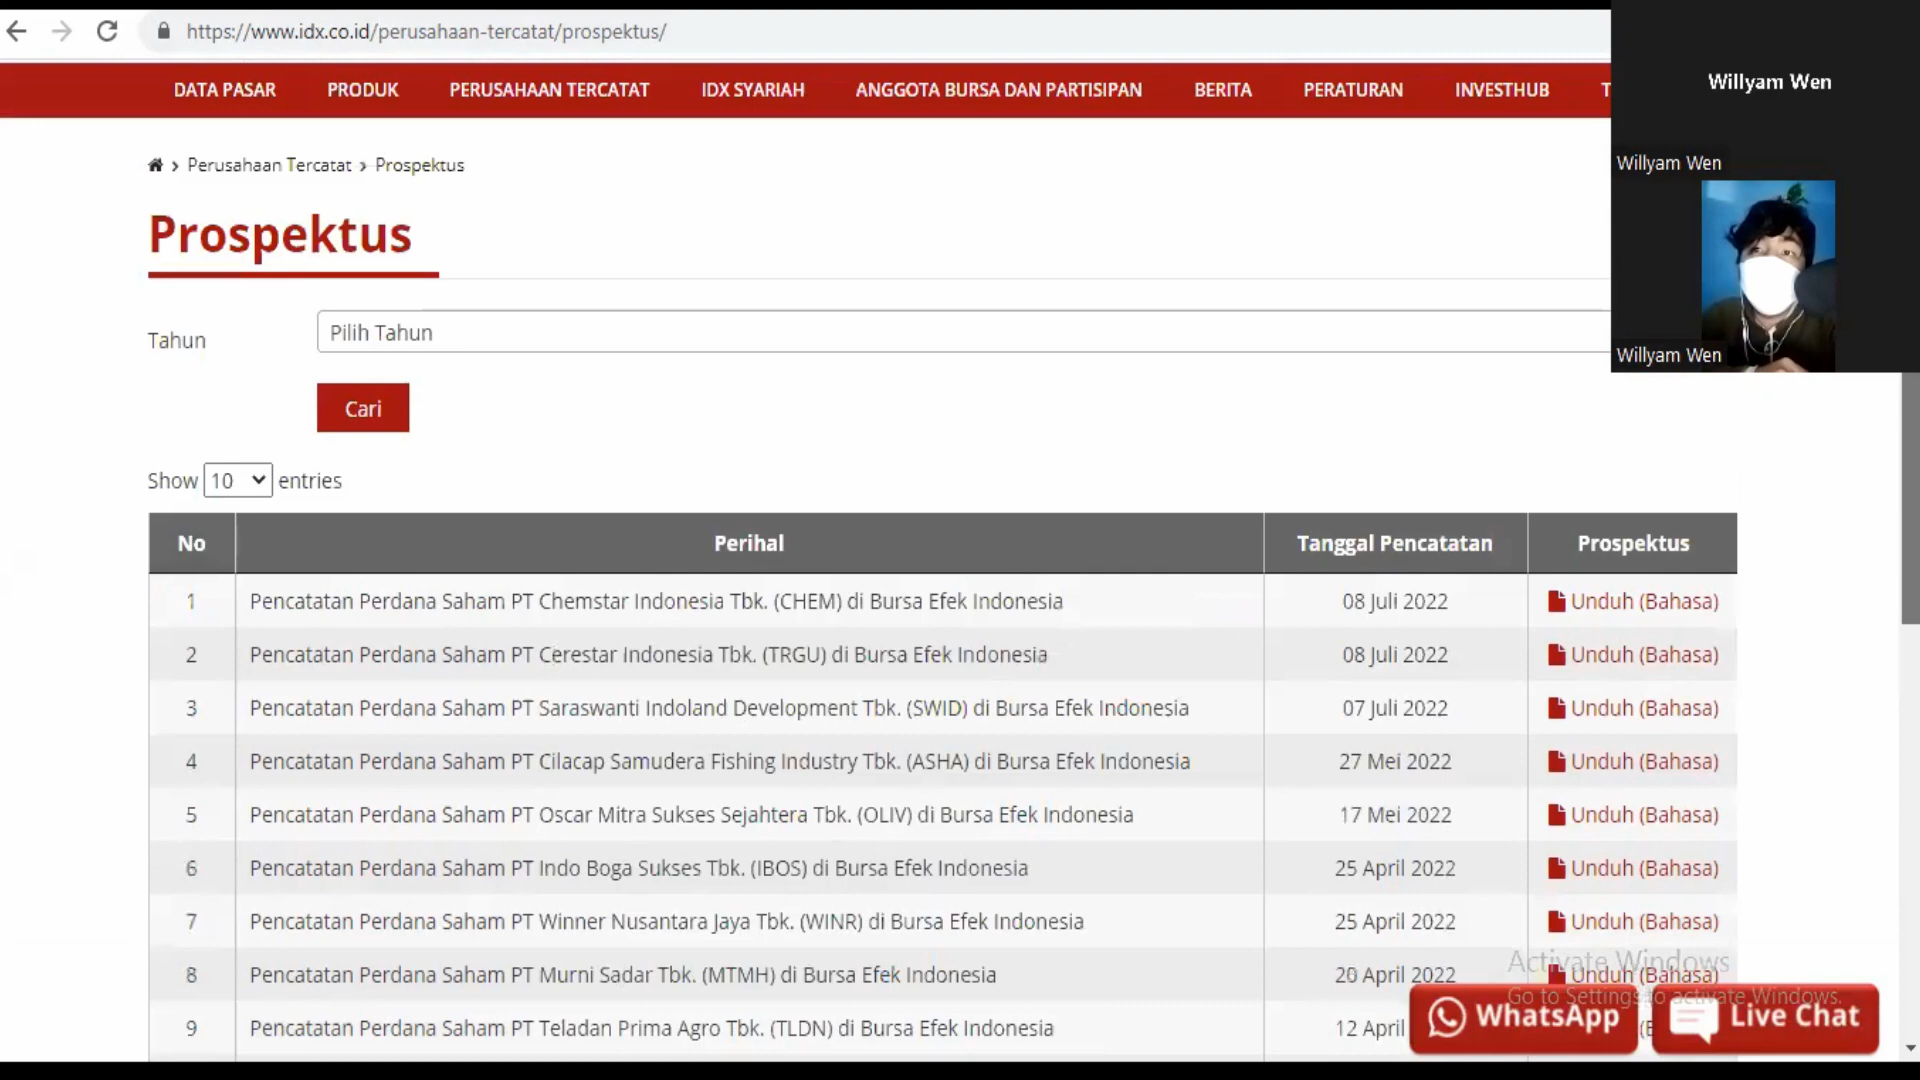 https://www.idx.co.id/perusahaan-tercatat/prospektus/
Willyam Wen
DATA PASAR PRODUK PERUSAHAAN TERCATAT IDX SYARIAH ANGGOTA BURSA DAN PARTISIPAN BERITA PERATURAN INVESTHUB T
Willyam Wen
Perusahaan Tercatat > Prospektus
Prospektus
Tahun Pilih Tahun
Willyam Wen
Cari
Show 10 entries
No Perihal Tanggal Pencatatan Prospektus
1 Pencatatan Perdana Saham PT Chemstar Indonesia Tbk. (CHEM) di Bursa Efek Indonesia 08 Juli 2022 Unduh (Bahasa)
2 Pencatatan Perdana Saham PT Cerestar Indonesia Tbk. (TRGU) di Bursa Efek Indonesia 08 Juli 2022 Unduh (Bahasa)
3 Pencatatan Perdana Saham PT Saraswanti Indoland Development Tbk. (SWID) di Bursa Efek Indonesia 07 Juli 2022 Unduh (Bahasa)
4 Pencatatan Perdana Saham PT Cilacap Samudera Fishing Industry Tbk. (ASHA) di Bursa Efek Indonesia 27 Mei 2022 Unduh (Bahasa)
5 Pencatatan Perdana Saham PT Oscar Mitra Sukses Sejahtera Tbk. (OLIV) di Bursa Efek Indonesia 17 Mei 2022 Unduh (Bahasa)
6 Pencatatan Perdana Saham PT Indo Boga Sukses Tbk. (IBOS) di Bursa Efek Indonesia 25 April 2022 Unduh (Bahasa)
7 Pencatatan Perdana Saham PT Winner Nusantara Jaya Tbk. (WINR) di Bursa Efek Indonesia 25 April 2022 Unduh (Bahasa)
Activate Windows
8 Pencatatan Perdana Saham PT Murni Sadar Tbk. (MTMH) di Bursa Efek Indonesia 20 April 2022 Unduh (Bahasa)
Go to Settings to activate Windows.
9 Pencatatan Perdana Saham PT Teladan Prima Agro Tbk. (TLDN) di Bursa Efek Indonesia 12 April
WhatsApp Live Chat